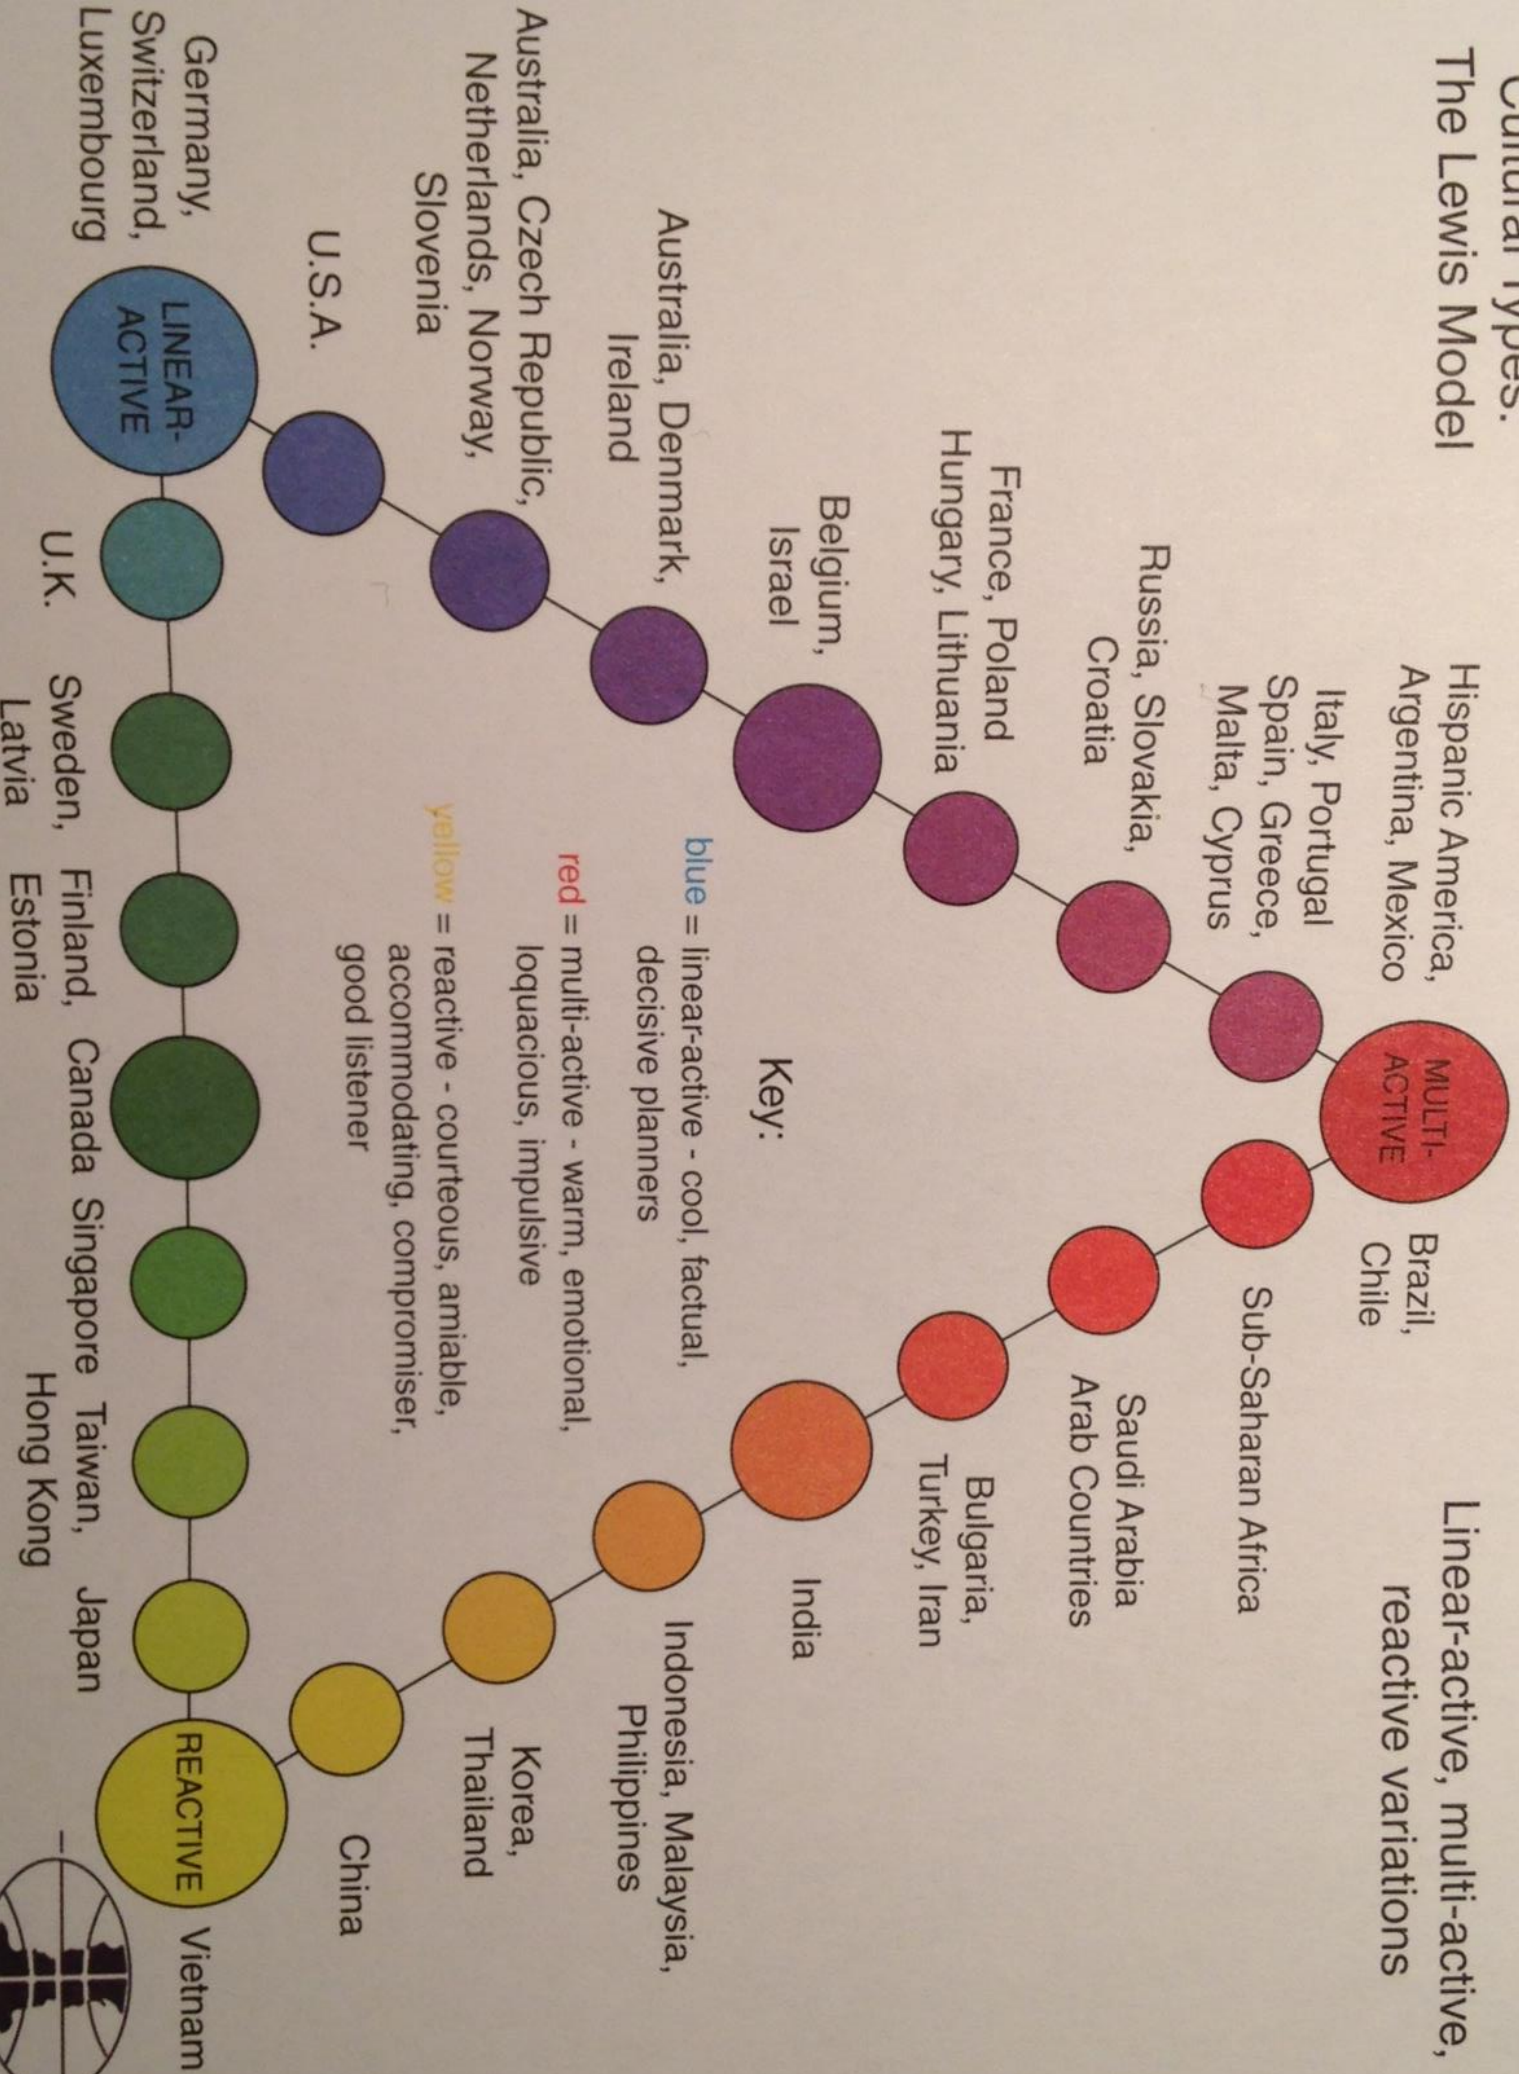 Cultural Types:
The Lewis Model
Linear-active, multi-active,
reactive variations
Hispanic America,
Argentina, Mexico
MULTI-
ACTIVE
Brazil,
Chile
Italy, Portugal
Spain, Greece,
Malta, Cyprus
Sub-Saharan Africa
Russia, Slovakia,
Croatia
Saudi Arabia
Arab Countries
France, Poland
Hungary, Lithuania
Bulgaria,
Turkey, Iran
Belgium,
Israel
India
Australia, Denmark,
Ireland
Indonesia, Malaysia,
Philippines
Australia, Czech Republic,
Netherlands, Norway,
Slovenia
Korea,
Thailand
U.S.A.
China
Key:
blue = linear-active - cool, factual,
decisive planners
red = multi-active - warm, emotional,
loquacious, impulsive
yellow = reactive - courteous, amiable,
accommodating, compromiser,
good listener
Germany,
Switzerland,
Luxembourg
LINEAR-
ACTIVE
REACTIVE
Vietnam
U.K.
Sweden,
Latvia
Finland,
Estonia
Canada
Singapore
Taiwan,
Hong Kong
Japan